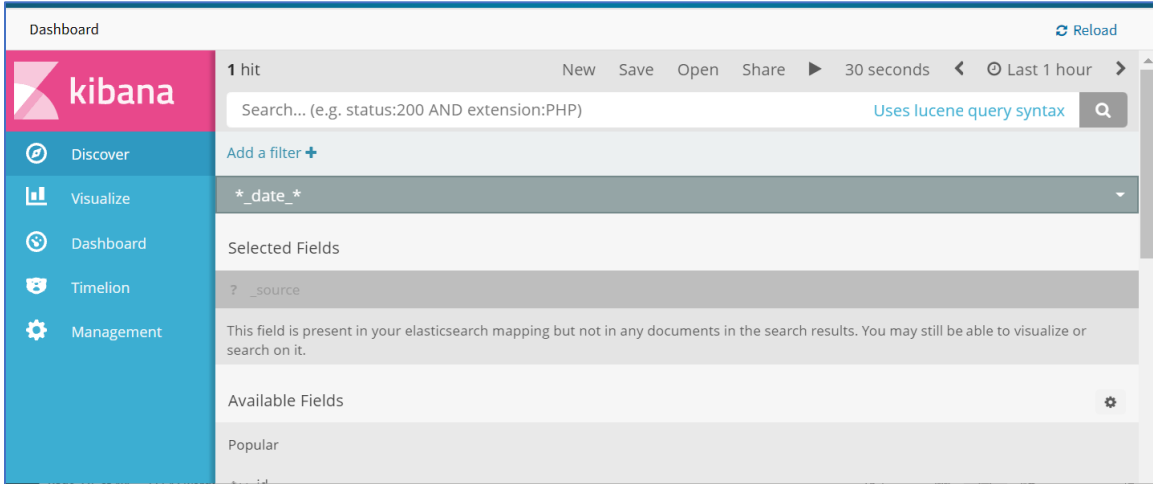 Dashboard
Reload
kibana
Discover
Visualize
Dashboard
Timelion
Management
1 hit
New Save Open Share 30 seconds Last 1 hour
Search... (e.g. status:200 AND extension:PHP) Uses lucene query syntax
Add a filter +
*_date_*
Selected Fields
? _source
This field is present in your elasticsearch mapping but not in any documents in the search results. You may still be able to visualize or
search on it.
Available Fields
Popular